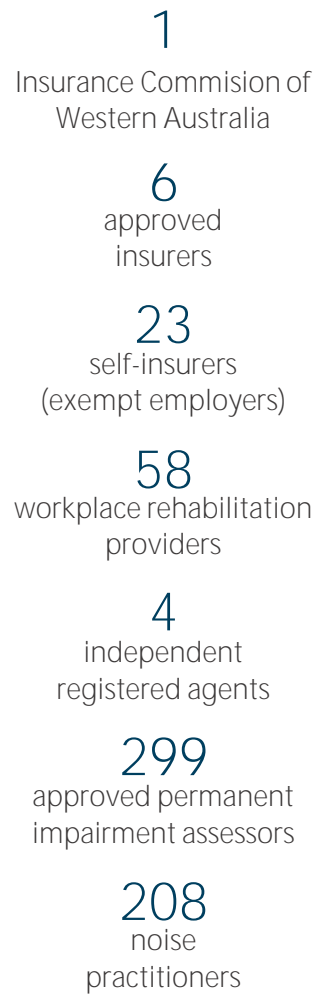 1
Insurance Commision of
Western Australia
6
approved
insurers
23
self-insurers
(exempt employers)
58
workplace rehabilitation
providers
4
independent
registered agents
299
approved permanent
impairment assessors
208
noise
practitioners